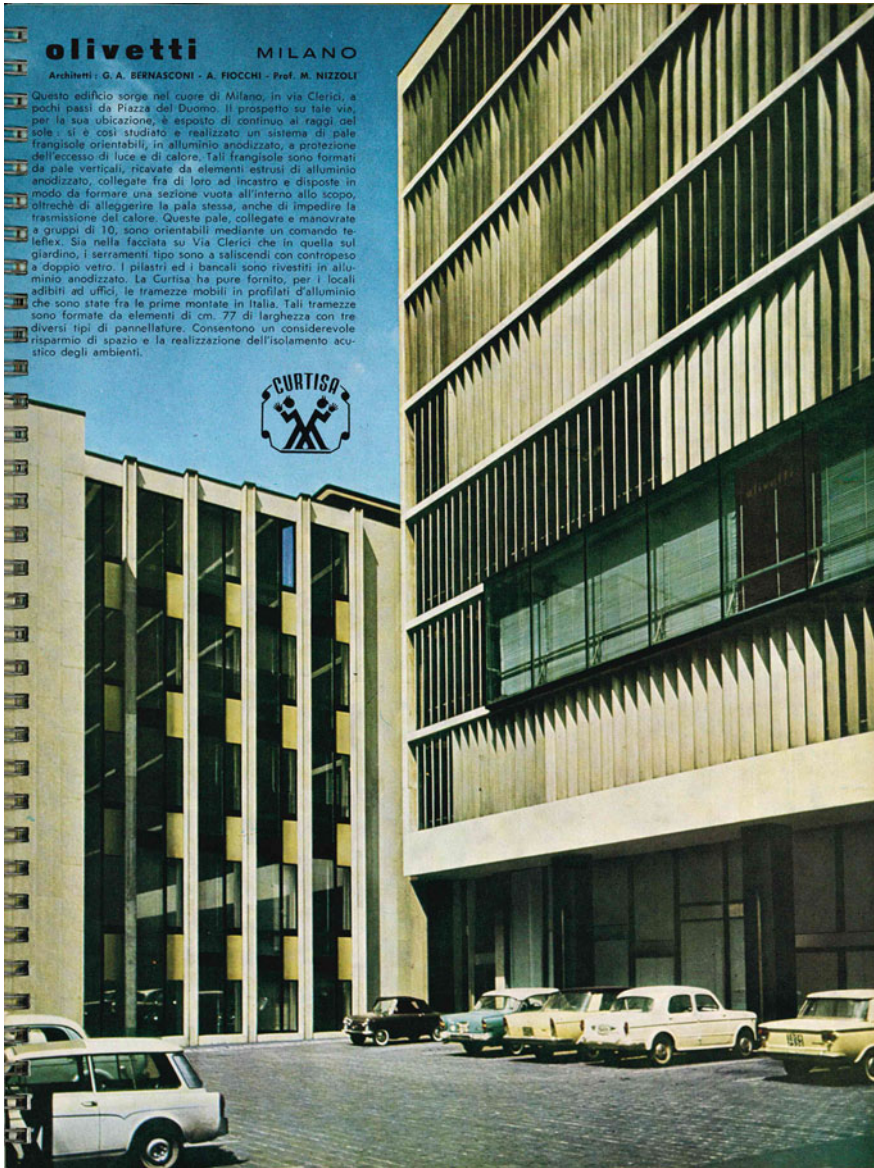 olivetti MILANO
Architetti : G. A. BERNASCONI - A. FIOCCHI - Prof. M. NIZZOLI
Questo edificio sorge nel cuore di Milano, in via Clerici, a
pochi passi da Piazza del Duomo. Il prospetto su tale via,
per la sua ubicazione, è esposto di continuo ai raggi del
sole : si è così studiato e realizzato un sistema di pale
frangisole orientabili, in alluminio anodizzato, a protezione
dell'eccesso di luce e di calore. Tali frangisole sono formati
da pale verticali, ricavate da elementi estrusi di alluminio
anodizzato, collegate fra di loro ad incastro e disposte in
modo da formare una sezione vuota all'interno allo scopo,
oltrechè di alleggerire la pala stessa, anche di impedire la
trasmissione del calore. Queste pale, collegate e manovrate
a gruppi di 10, sono orientabili mediante un comando te-
leflex. Sia nella facciata su Via Clerici che in quella sul
giardino, i serramenti tipo sono a saliscendi con contropeso
a doppio vetro. I pilastri ed i bancali sono rivestiti in allu-
minio anodizzato. La Curtisa ha pure fornito, per i locali
adibiti ad uffici, le tramezze mobili in profilati d'alluminio
che sono state fra le prime montate in Italia. Tali tramezze
sono formate da elementi di cm. 77 di larghezza con tre
diversi tipi di pannellature. Consentono un considerevole
risparmio di spazio e la realizzazione dell'isolamento acu-
stico degli ambienti.
CURTISA
olivetti